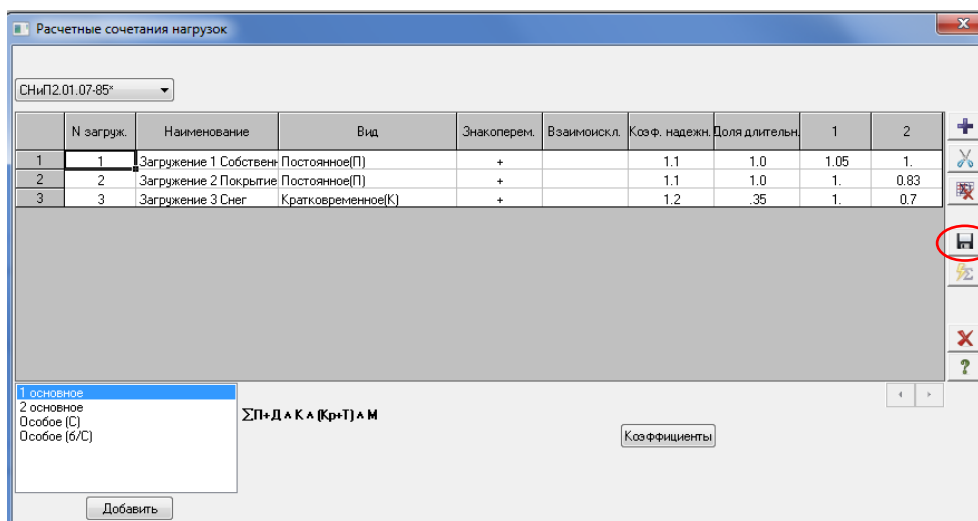 Расчетные сочетания нагрузок
СНиП2.01.07-85*
N загруж. Наименование Вид Знакоперем. Взаимоискл. Коэф. надежн. Доля длительн. 1 2
1 1 Загружение 1 Собственн Постоянное(П) + 1.1 1.0 1.05 1.
2 2 Загружение 2 Покрытие Постоянное(П) + 1.1 1.0 1. 0.83
3 3 Загружение 3 Снег Кратковременное(К) + 1.2 .35 1. 0.7
1 основное
2 основное
Особое (С)
Особое (б/С)
∑П+Д ∧ К ∧ (Кр+Т) ∧ М
Коэффициенты
Добавить